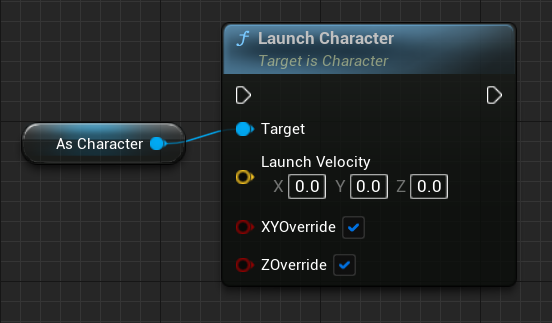 f Launch Character
Target is Character
As Character
Target
Launch Velocity
X 0.0 Y 0.0 Z 0.0
XYOverride
ZOverride